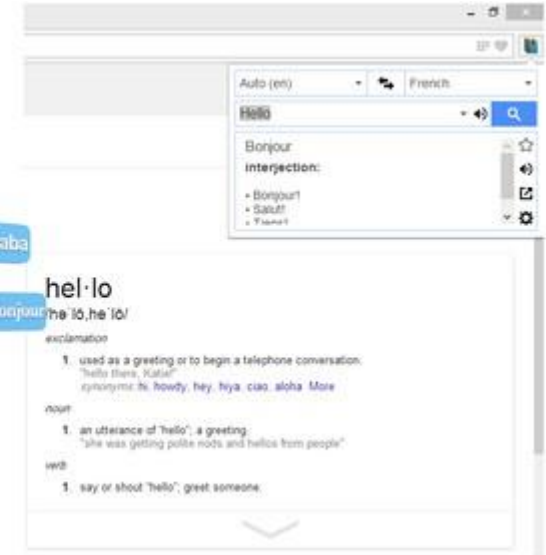 Auto (en) French
Hello
Bonjour
interjection:
• Bonjour!
• Salut!
• Tiens!
aba
onjour
hel·lo
/həˈlō,heˈlō/
exclamation
1. used as a greeting or to begin a telephone conversation.
"hello there, Katie!"
synonyms: hi, howdy, hey, hiya, ciao, aloha More
noun
1. an utterance of "hello"; a greeting.
"she was getting polite nods and hellos from people"
verb
1. say or shout "hello"; greet someone.